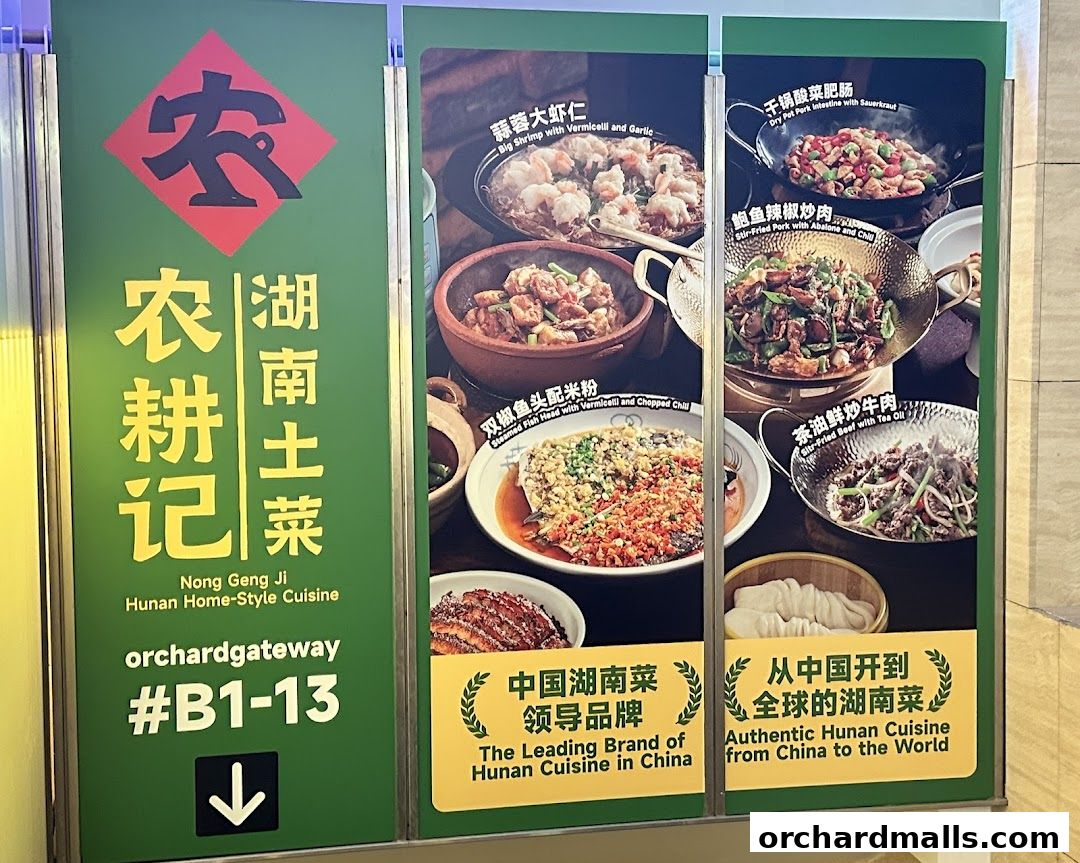 农
农耕记
湖南土菜
Nong Geng Ji
Hunan Home-Style Cuisine
orchardgateway
#B1-13
蒜蓉大虾仁
Big Shrimp with Vermicelli and Garlic
干锅酸菜肥肠
Dry Pot Pork Intestine with Sauerkraut
鲍鱼辣椒炒肉
Stir-Fried Pork with Abalone and Chili
双椒鱼头配米粉
Steamed Fish Head with Vermicelli and Chopped Chili
茶油鲜炒牛肉
Stir-Fried Beef with Tea Oil
中国湖南菜
领导品牌
The Leading Brand of
Hunan Cuisine in China
从中国开到
全球的湖南菜
Authentic Hunan Cuisine
from China to the World
orchardmalls.com